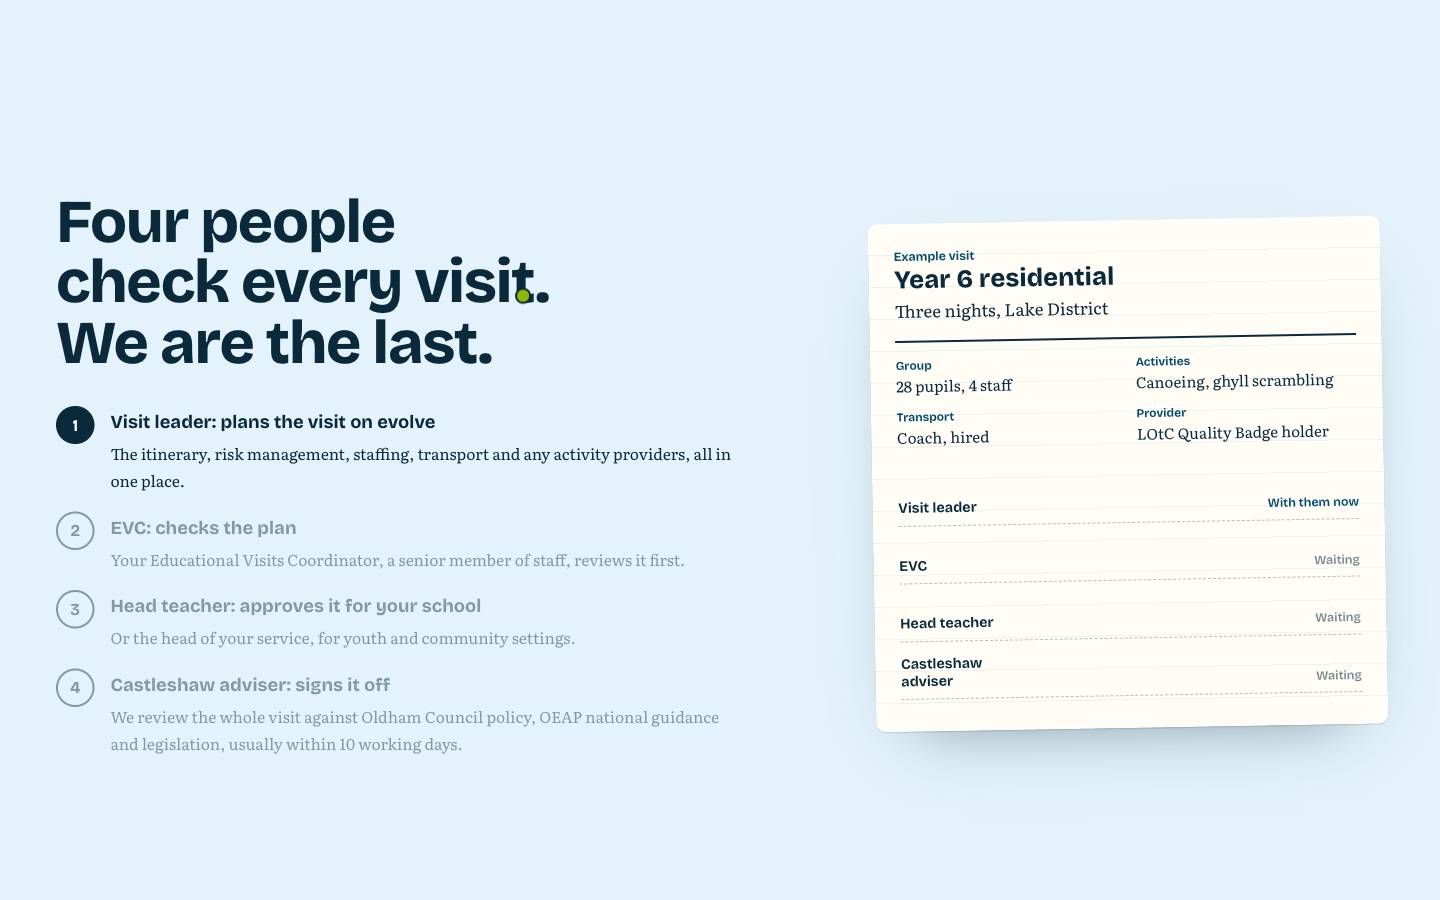 Four people
check every visit.
We are the last.
1
Visit leader: plans the visit on evolve
The itinerary, risk management, staffing, transport and any activity providers, all in
one place.
2
EVC: checks the plan
Your Educational Visits Coordinator, a senior member of staff, reviews it first.
3
Head teacher: approves it for your school
Or the head of your service, for youth and community settings.
4
Castleshaw adviser: signs it off
We review the whole visit against Oldham Council policy, OEAP national guidance
and legislation, usually within 10 working days.
Example visit
Year 6 residential
Three nights, Lake District
Group
28 pupils, 4 staff
Activities
Canoeing, ghyll scrambling
Transport
Coach, hired
Provider
LOtC Quality Badge holder
Visit leader
With them now
EVC
Waiting
Head teacher
Waiting
Castleshaw
adviser
Waiting